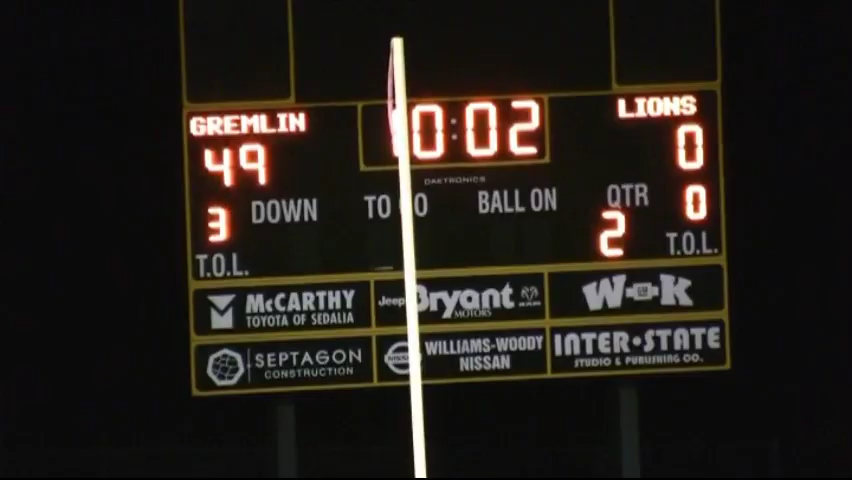 GREMLIN
LIONS
10:02
49
0
DAKTRONICS
3 DOWN
TO GO
BALL ON
QTR 2
0
T.O.L.
T.O.L.
McCARTHY
TOYOTA OF SEDALIA
Jeep Bryant
MOTORS
W K
SEPTAGON
CONSTRUCTION
NISSAN
WILLIAMS-WOODY
NISSAN
INTER•STATE
STUDIO & PUBLISHING CO.